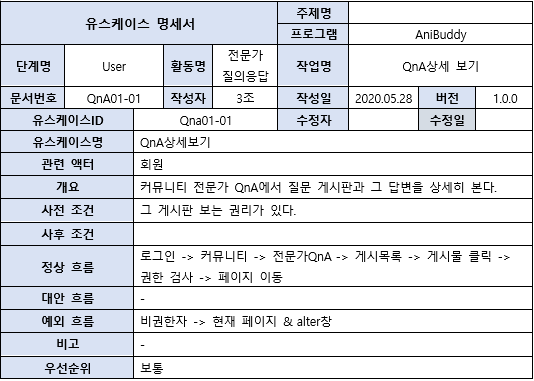 유스케이스 명세서
주제명
프로그램 AniBuddy
단계명 User 활동명 전문가 질의응답 작업명 QnA상세 보기
문서번호 QnA01-01 작성자 3조 작성일 2020.05.28 버전 1.0.0
유스케이스ID Qna01-01 수정자 수정일
유스케이스명 QnA상세보기
관련 액터 회원
개요 커뮤니티 전문가 QnA에서 질문 게시판과 그 답변을 상세히 본다.
사전 조건 그 게시판 보는 권리가 있다.
사후 조건
정상 흐름 로그인 -> 커뮤니티 -> 전문가QnA -> 게시목록 -> 게시물 클릭 ->
권한 검사 -> 페이지 이동
대안 흐름 -
예외 흐름 비권한자 -> 현재 페이지 & alter창
비고 -
우선순위 보통